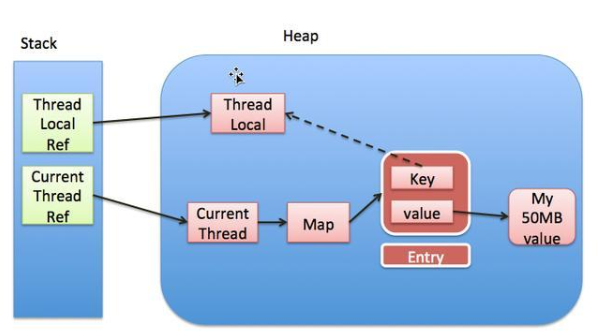 Stack
Heap
Thread
Local
Ref
Thread
Local
Current
Thread
Ref
Current
Thread
Map
Key
value
Entry
My
50MB
value